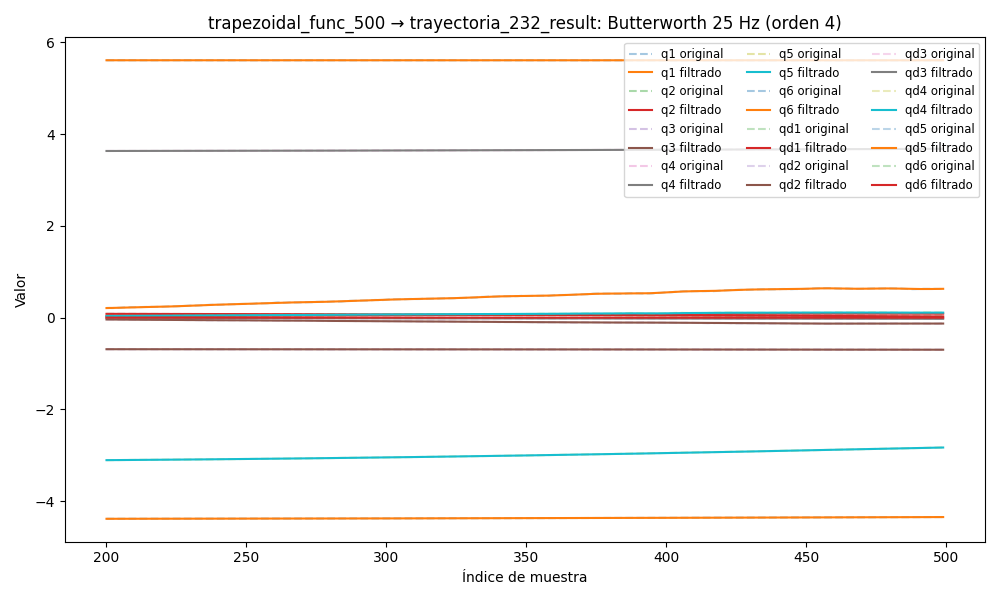 trapezoidal_func_500 → trayectoria_232_result: Butterworth 25 Hz (orden 4)
q1 original
q1 filtrado
q2 original
q2 filtrado
q3 original
q3 filtrado
q4 original
q4 filtrado
q5 original
q5 filtrado
q6 original
q6 filtrado
qd1 original
qd1 filtrado
qd2 original
qd2 filtrado
qd3 original
qd3 filtrado
qd4 original
qd4 filtrado
qd5 original
qd5 filtrado
qd6 original
qd6 filtrado
Valor
6
4
2
0
−2
−4
200
250
300
350
400
450
500
Índice de muestra